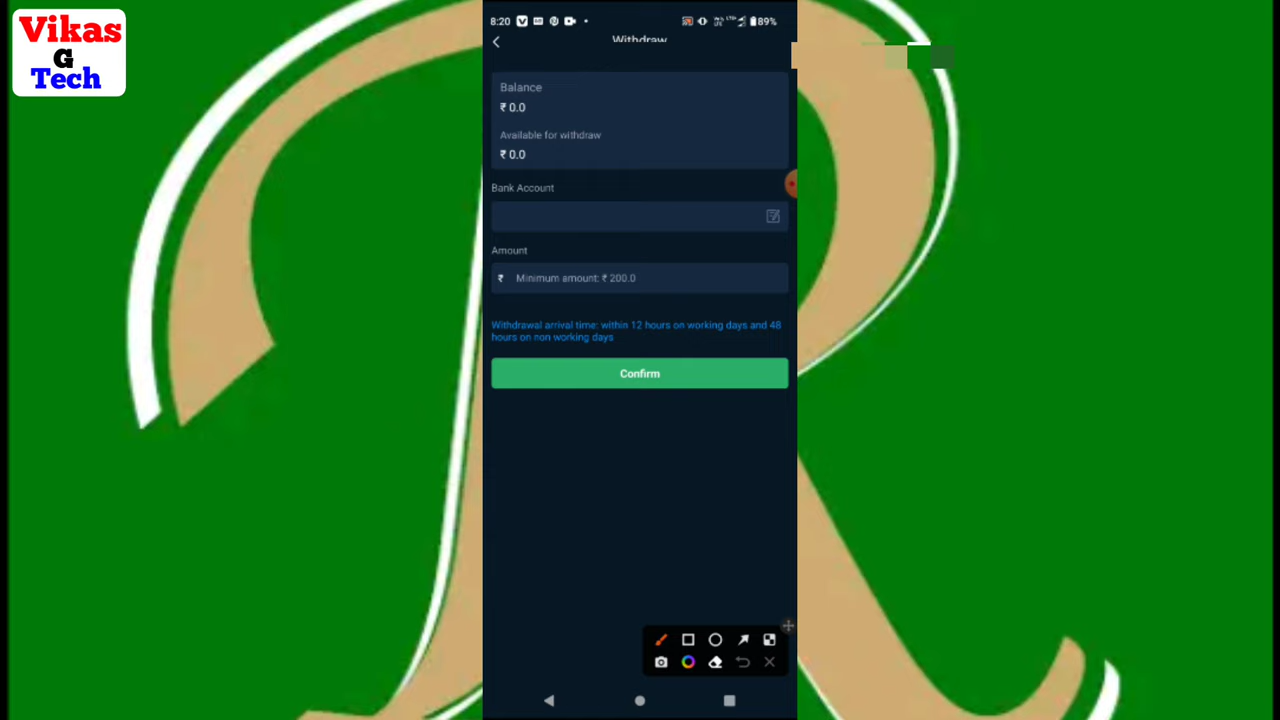 Vikas
G
Tech
8:20
89%
Withdraw
Balance
₹ 0.0
Available for withdraw
₹ 0.0
Bank Account
Amount
₹ Minimum amount: ₹ 200.0
Withdrawal arrival time: within 12 hours on working days and 48
hours on non working days
Confirm